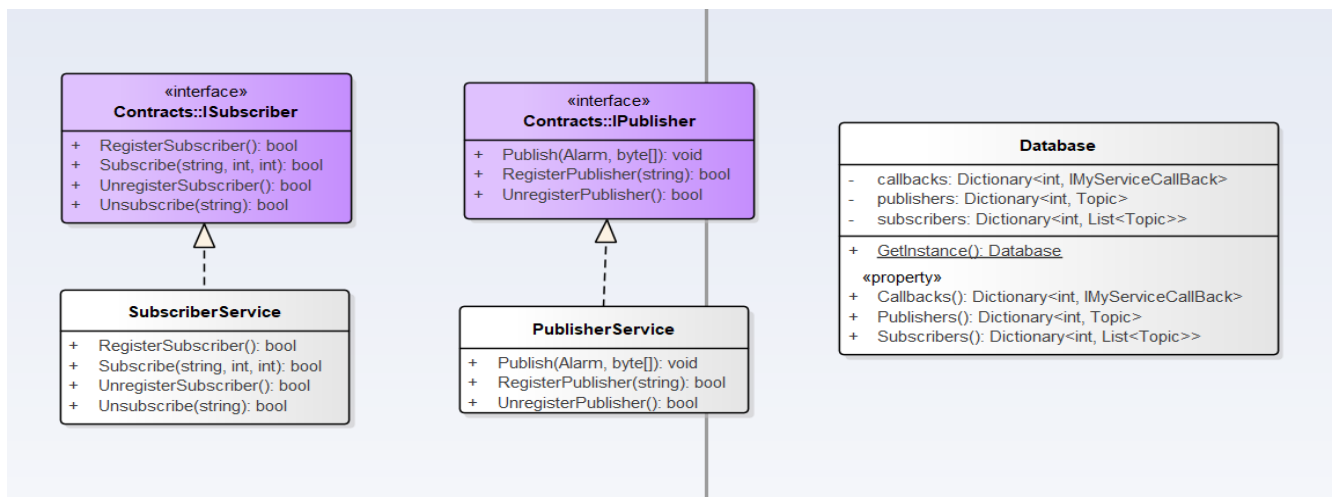 «interface»
Contracts::ISubscriber
+ RegisterSubscriber(): bool
+ Subscribe(string, int, int): bool
+ UnregisterSubscriber(): bool
+ Unsubscribe(string): bool
SubscriberService
+ RegisterSubscriber(): bool
+ Subscribe(string, int, int): bool
+ UnregisterSubscriber(): bool
+ Unsubscribe(string): bool
«interface»
Contracts::IPublisher
+ Publish(Alarm, byte[]): void
+ RegisterPublisher(string): bool
+ UnregisterPublisher(): bool
PublisherService
+ Publish(Alarm, byte[]): void
+ RegisterPublisher(string): bool
+ UnregisterPublisher(): bool
Database
- callbacks: Dictionary<int, IMyServiceCallBack>
- publishers: Dictionary<int, Topic>
- subscribers: Dictionary<int, List<Topic>>
+ GetInstance(): Database
«property»
+ Callbacks(): Dictionary<int, IMyServiceCallBack>
+ Publishers(): Dictionary<int, Topic>
+ Subscribers(): Dictionary<int, List<Topic>>